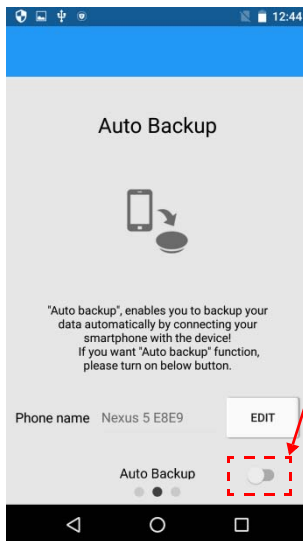 12:44
Auto Backup
"Auto backup", enables you to backup your
data automatically by connecting
smartphone with the device!
If you want "Auto backup" function,
please turn on below button.
Phone name Nexus 5 E8E9 EDIT
Auto Backup